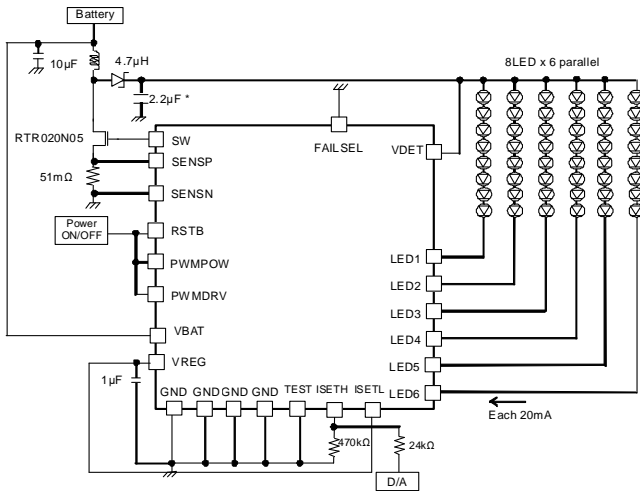 Battery
10µF
4.7µH
2.2µF *
8LED x 6 parallel
RTR020N05
SW
FAILSEL
VDET
SENSP
51mΩ
SENSN
Power
ON/OFF
RSTB
PWMPOW
PWMDRV
LED1
LED2
LED3
LED4
LED5
LED6
VBAT
VREG
1µF
GND GND GND GND TEST ISETH ISETL
Each 20mA
470kΩ
24kΩ
D/A